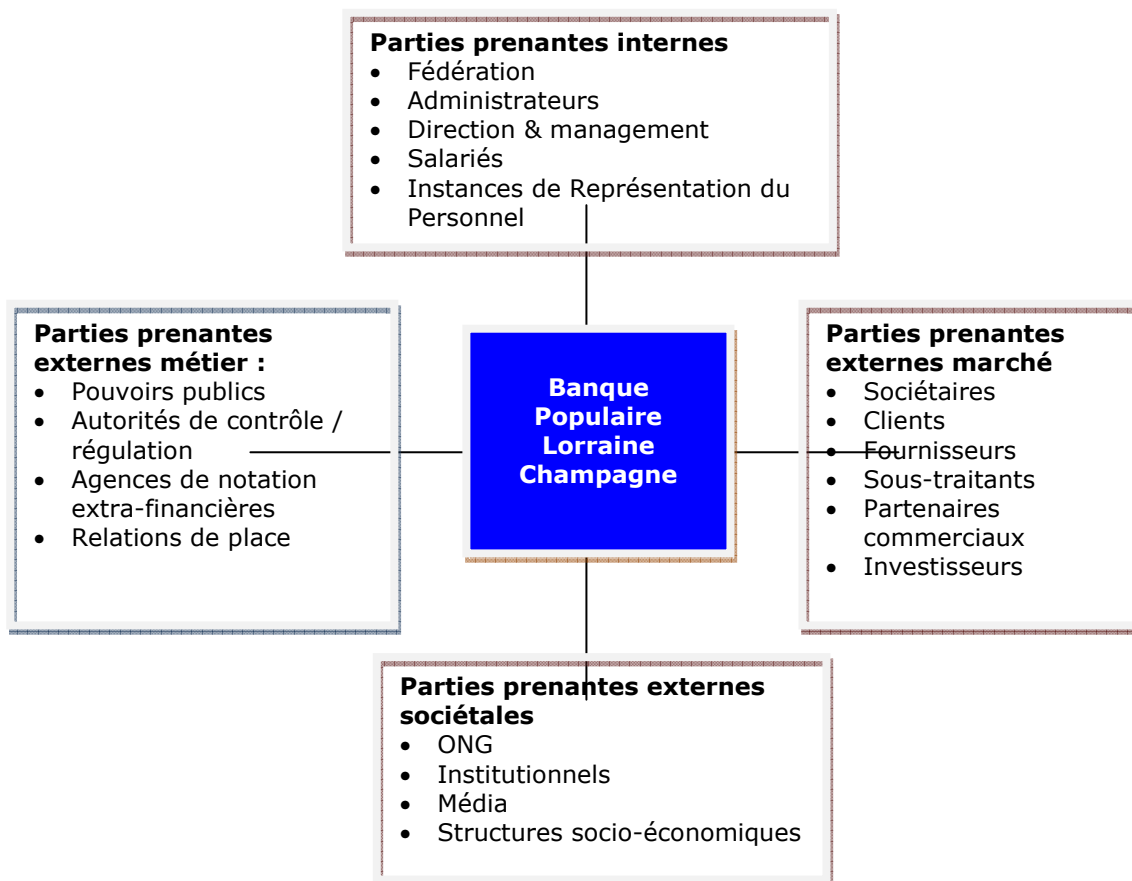 Parties prenantes internes
• Fédération
• Administrateurs
• Direction & management
• Salariés
• Instances de Représentation du
Personnel
Parties prenantes
externes métier :
• Pouvoirs publics
• Autorités de contrôle /
régulation
• Agences de notation
extra-financières
• Relations de place
Banque
Populaire
Lorraine
Champagne
Parties prenantes
externes marché
• Sociétaires
• Clients
• Fournisseurs
• Sous-traitants
• Partenaires
commerciaux
• Investisseurs
Parties prenantes externes
sociétales
• ONG
• Institutionnels
• Média
• Structures socio-économiques